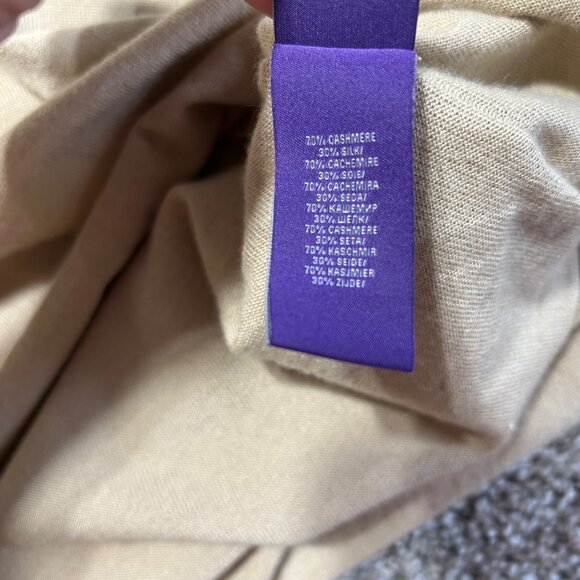 70% CASHMERE
30% SILK/
70% CACHEMIRE
30% SOIE/
70% CACHEMIRA
30% SEDA/
70% КАШЕМИР
30% ШЕЛК/
70% CASHMERE
30% SETA/
70% KASCHMIR
30% SEIDE/
70% KASJMIER
30% ZIJDE/